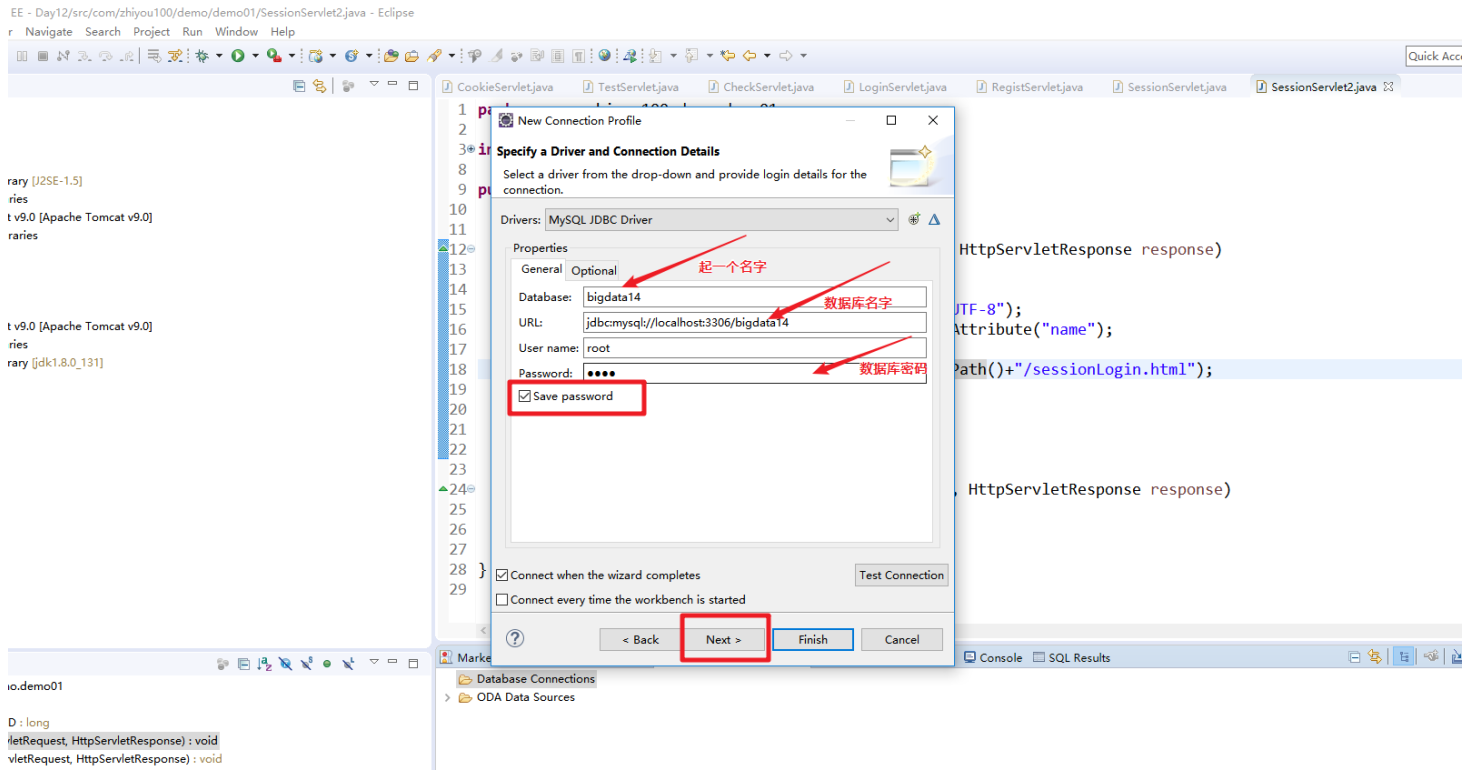 EE - Day12/src/com/zhiyou100/demo/demo01/SessionServlet2.java - Eclipse
r Navigate Search Project Run Window Help
Quick Acce
CookieServlet.java TestServlet.java CheckServlet.java LoginServlet.java RegistServlet.java SessionServlet.java SessionServlet2.java
1
2
3
8
9
10
11
12 HttpServletResponse response)
13
14
15 UTF-8");
16 Attribute("name");
17
18 Path()+"/sessionLogin.html");
19
20
21
22
23
24 , HttpServletResponse response)
25
26
27
28 }
29
rary [J2SE-1.5]
ries
t v9.0 [Apache Tomcat v9.0]
raries
t v9.0 [Apache Tomcat v9.0]
ries
rary [jdk1.8.0_131]
New Connection Profile
Specify a Driver and Connection Details
Select a driver from the drop-down and provide login details for the
connection.
Drivers: MySQL JDBC Driver
Properties
General Optional
起一个名字
Database: bigdata14
数据库名字
URL: jdbc:mysql://localhost:3306/bigdata14
User name: root
Password: ●●●●
数据库密码
Save password
Connect when the wizard completes
Test Connection
Connect every time the workbench is started
< Back Next > Finish Cancel
Marke
Console SQL Results
Database Connections
ODA Data Sources
no.demo01
D : long
vletRequest, HttpServletResponse) : void
vletRequest, HttpServletResponse) : void